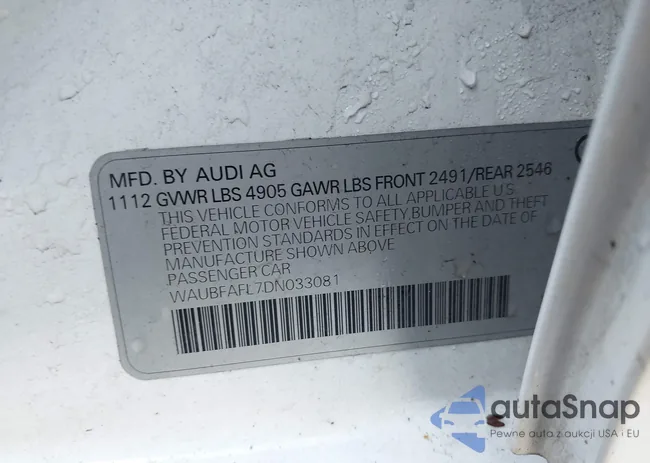 MFD. BY AUDI AG
1112 GVWR LBS 4905 GAWR LBS FRONT 2491/REAR 2546
THIS VEHICLE CONFORMS TO ALL APPLICABLE U.S.
FEDERAL MOTOR VEHICLE SAFETY,BUMPER AND THEFT
PREVENTION STANDARDS IN EFFECT ON THE DATE OF
MANUFACTURE SHOWN ABOVE
PASSENGER CAR
WAUBFAFL7DN033081
autaSnap
Pewne auta z aukcji USA i EU